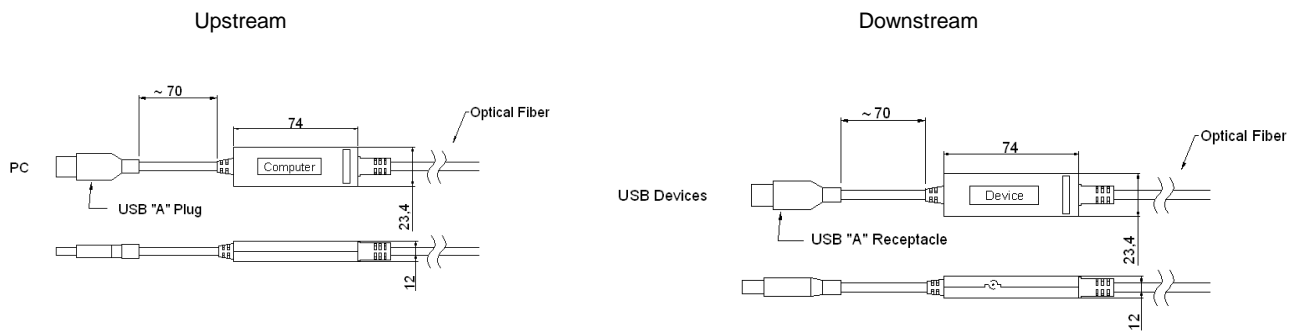 Upstream
~ 70
74
Optical Fiber
PC
Computer
USB "A" Plug
23,4
12
Downstream
~ 70
74
Optical Fiber
USB Devices
Device
USB "A" Receptacle
23,4
12